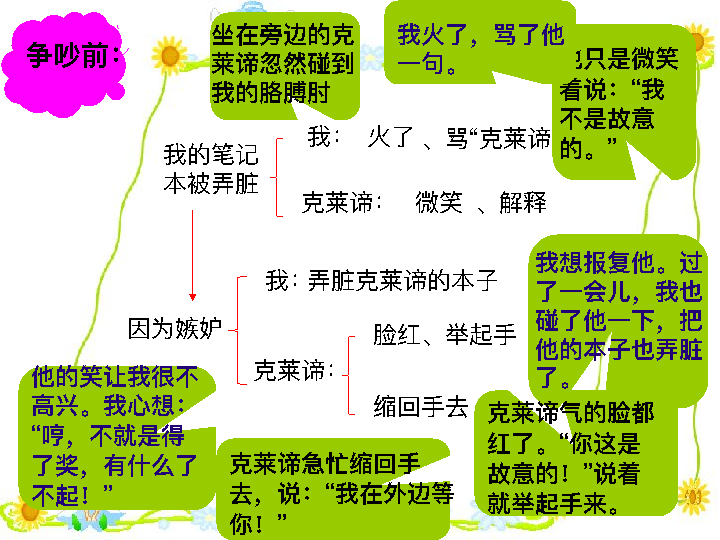 争吵前：
坐在旁边的克
莱谛忽然碰到
我的胳膊肘
我火了，骂了他
一句。
只是微笑
着说：“我
不是故意
的。”
我的笔记
本被弄脏
我： 火了 、骂“克莱谛
克莱谛： 微笑 、解释
因为嫉妒
我：弄脏克莱谛的本子
克莱谛：
脸红、举起手
缩回手去
我想报复他。过
了一会儿，我也
碰了他一下，把
他的本子也弄脏
了。
他的笑让我很不
高兴。我心想：
“哼，不就是得
了奖，有什么了
不起！”
克莱谛急忙缩回手
去，说：“我在外边等
你！”
克莱谛气的脸都
红了。“你这是
故意的！”说着
就举起手来。